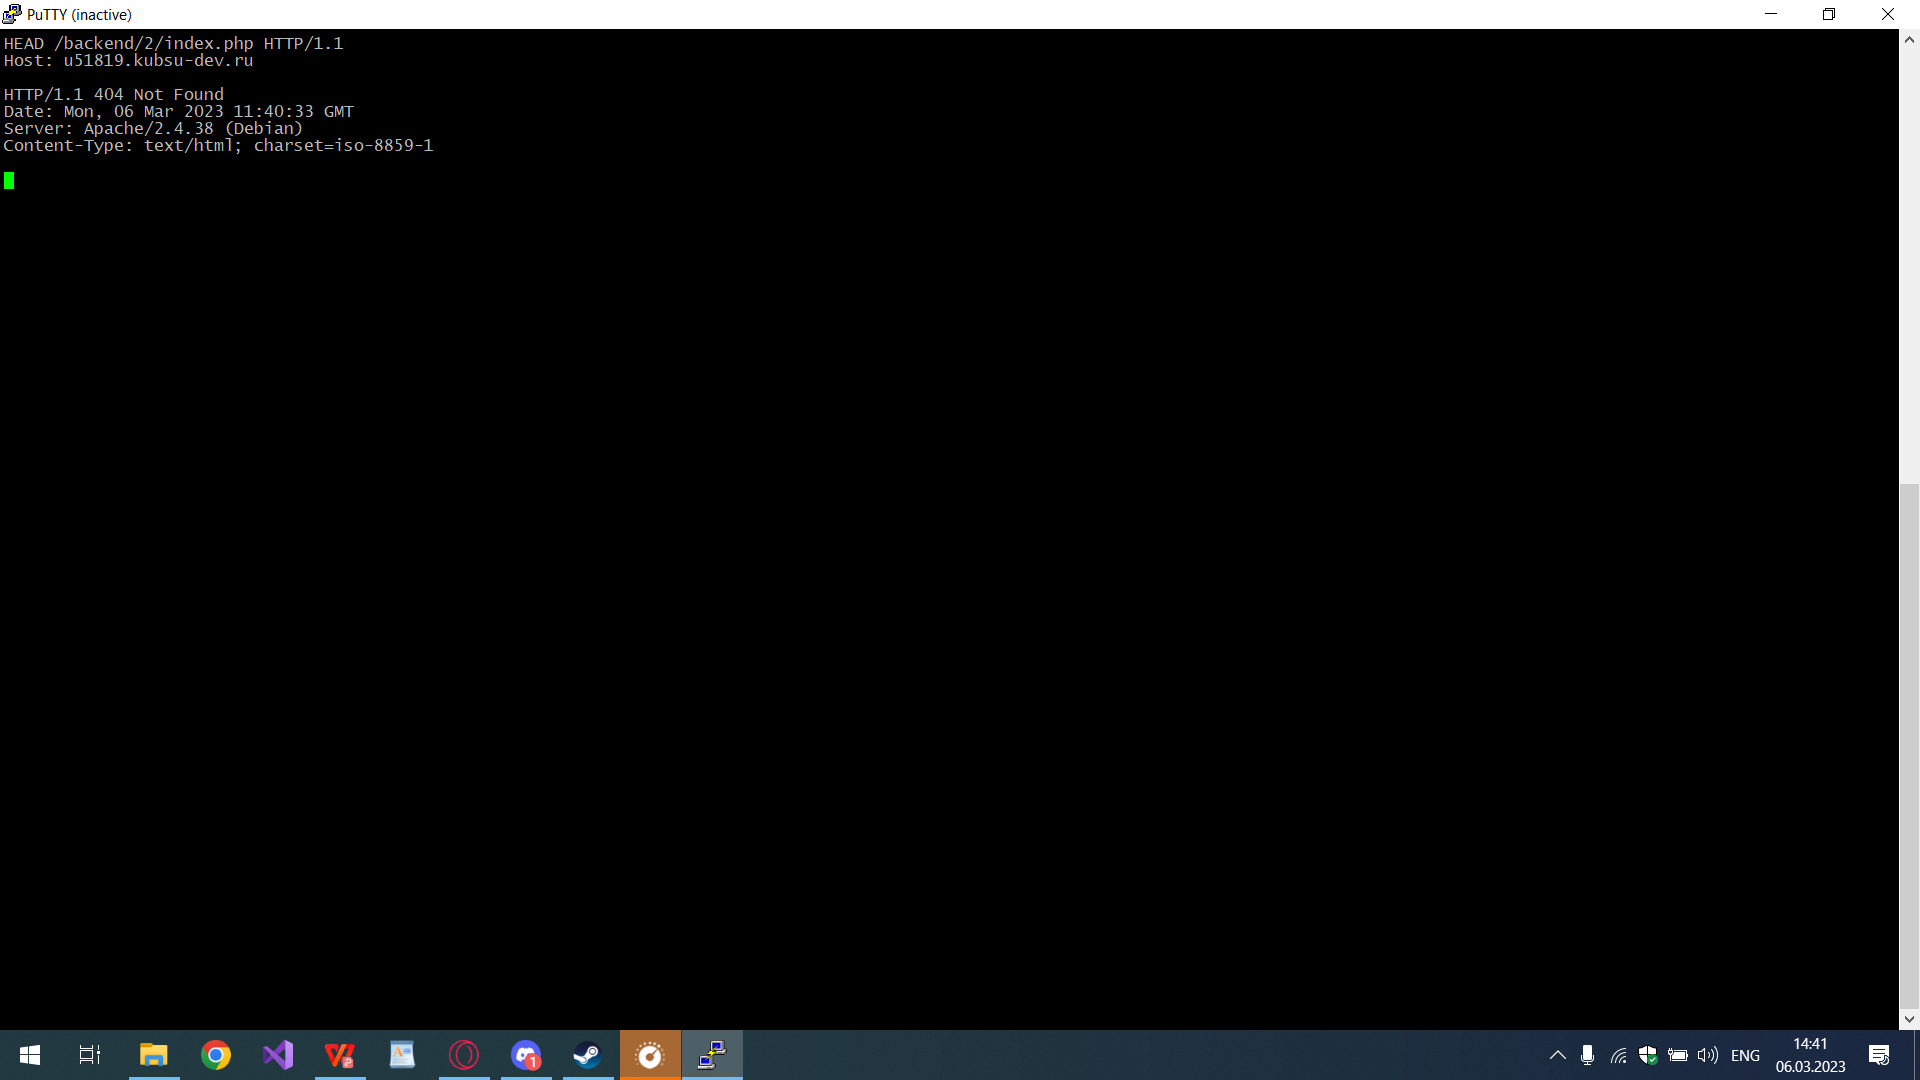 PuTTY (inactive)
HEAD /backend/2/index.php HTTP/1.1
Host: u51819.kubsu-dev.ru
HTTP/1.1 404 Not Found
Date: Mon, 06 Mar 2023 11:40:33 GMT
Server: Apache/2.4.38 (Debian)
Content-Type: text/html; charset=iso-8859-1
1
ENG
14:41
06.03.2023